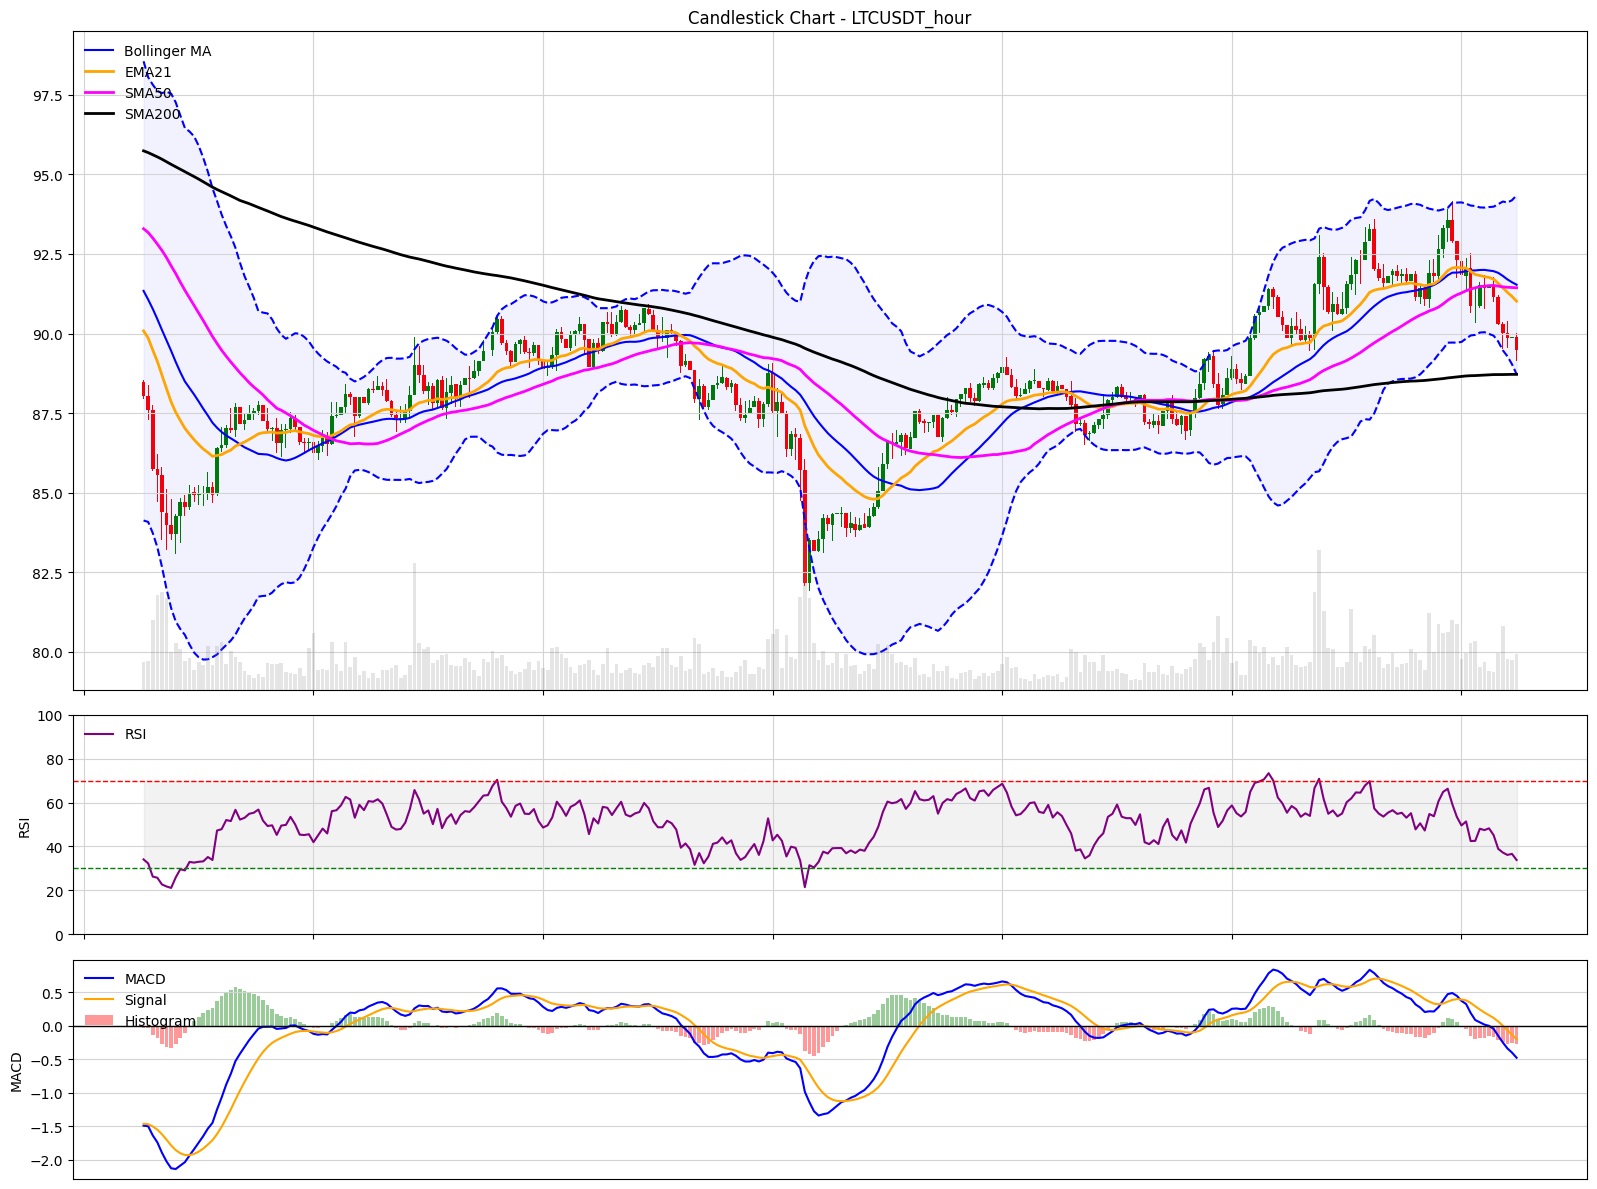 Candlestick Chart - LTCUSDT_hour
Bollinger MA
EMA21
SMA50
SMA200
97.5
95.0
92.5
90.0
87.5
85.0
82.5
80.0
100
RSI
80
60
40
20
0
RSI
MACD
Signal
Histogram
0.5
0.0
−0.5
−1.0
−1.5
−2.0
MACD